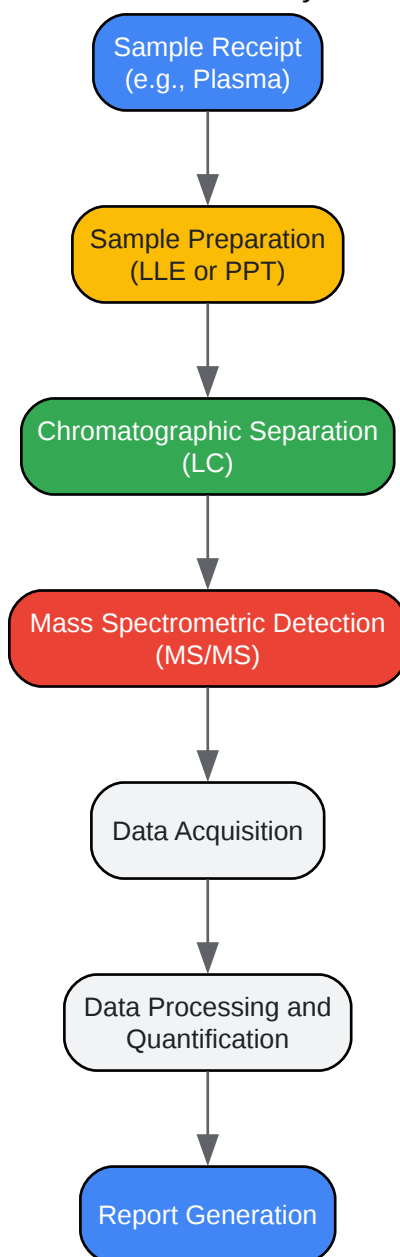 Sample Receipt
(e.g., Plasma)
Sample Preparation
(LLE or PPT)
Chromatographic Separation
(LC)
Mass Spectrometric Detection
(MS/MS)
Data Acquisition
Data Processing and
Quantification
Report Generation